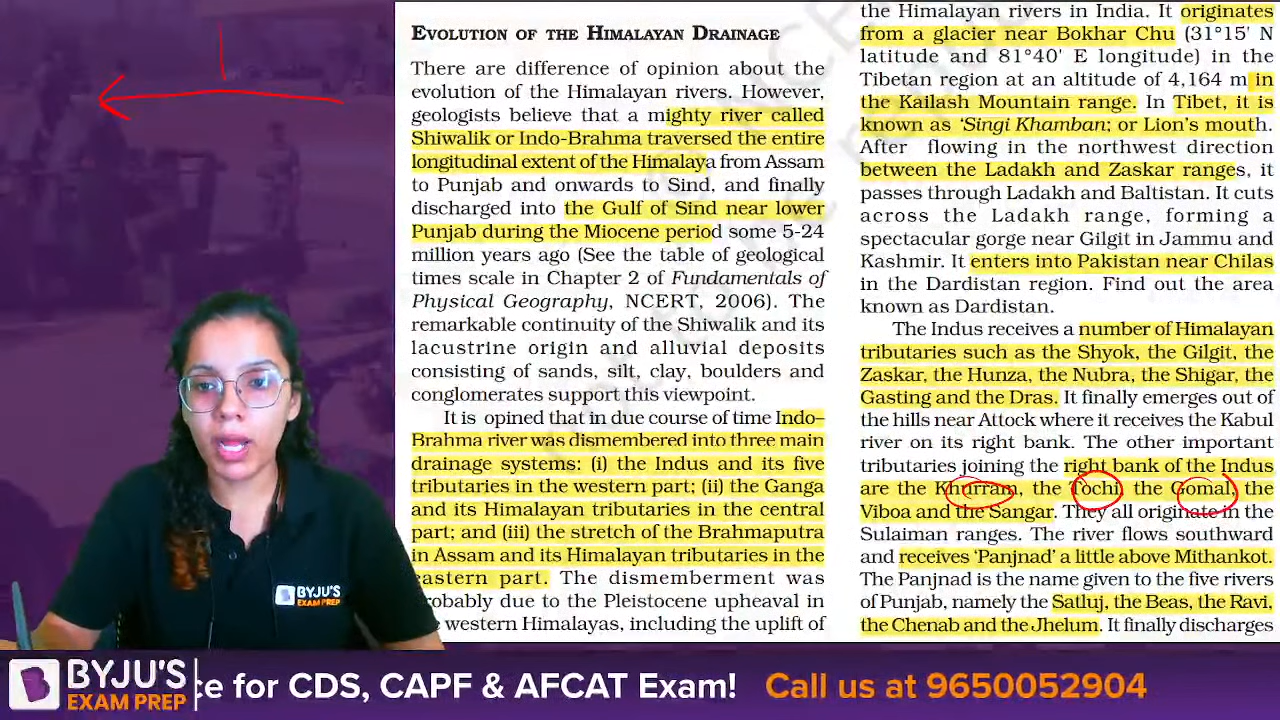 EVOLUTION OF THE HIMALAYAN DRAINAGE
There are difference of opinion about the
evolution of the Himalayan rivers. However,
geologists believe that a mighty river called
Shiwalik or Indo-Brahma traversed the entire
longitudinal extent of the Himalaya from Assam
to Punjab and onwards to Sind, and finally
discharged into the Gulf of Sind near lower
Punjab during the Miocene period some 5-24
million years ago (See the table of geological
times scale in Chapter 2 of Fundamentals of
Physical Geography, NCERT, 2006). The
remarkable continuity of the Shiwalik and its
lacustrine origin and alluvial deposits
consisting of sands, silt, clay, boulders and
conglomerates support this viewpoint.
It is opined that in due course of time Indo–
Brahma river was dismembered into three main
drainage systems: (i) the Indus and its five
tributaries in the western part; (ii) the Ganga
and its Himalayan tributaries in the central
part; and (iii) the stretch of the Brahmaputra
in Assam and its Himalayan tributaries in the
eastern part. The dismemberment was
probably due to the Pleistocene upheaval in
western Himalayas, including the uplift of
the Himalayan rivers in India. It originates
from a glacier near Bokhar Chu (31°15' N
latitude and 81°40' E longitude) in the
Tibetan region at an altitude of 4,164 m in
the Kailash Mountain range. In Tibet, it is
known as 'Singi Khamban; or Lion's mouth.
After flowing in the northwest direction
between the Ladakh and Zaskar ranges, it
passes through Ladakh and Baltistan. It cuts
across the Ladakh range, forming a
spectacular gorge near Gilgit in Jammu and
Kashmir. It enters into Pakistan near Chilas
in the Dardistan region. Find out the area
known as Dardistan.
The Indus receives a number of Himalayan
tributaries such as the Shyok, the Gilgit, the
Zaskar, the Hunza, the Nubra, the Shigar, the
Gasting and the Dras. It finally emerges out of
the hills near Attock where it receives the Kabul
river on its right bank. The other important
tributaries joining the right bank of the Indus
are the Khurram, the Tochi, the Gomal, the
Viboa and the Sangar. They all originate in the
Sulaiman ranges. The river flows southward
and receives 'Panjnad' a little above Mithankot.
The Panjnad is the name given to the five rivers
of Punjab, namely the Satluj, the Beas, the Ravi,
the Chenab and the Jhelum. It finally discharges
BYJU'S
EXAM PREP
BYJU'S
EXAM PREP
ce for CDS, CAPF & AFCAT Exam! Call us at 9650052904